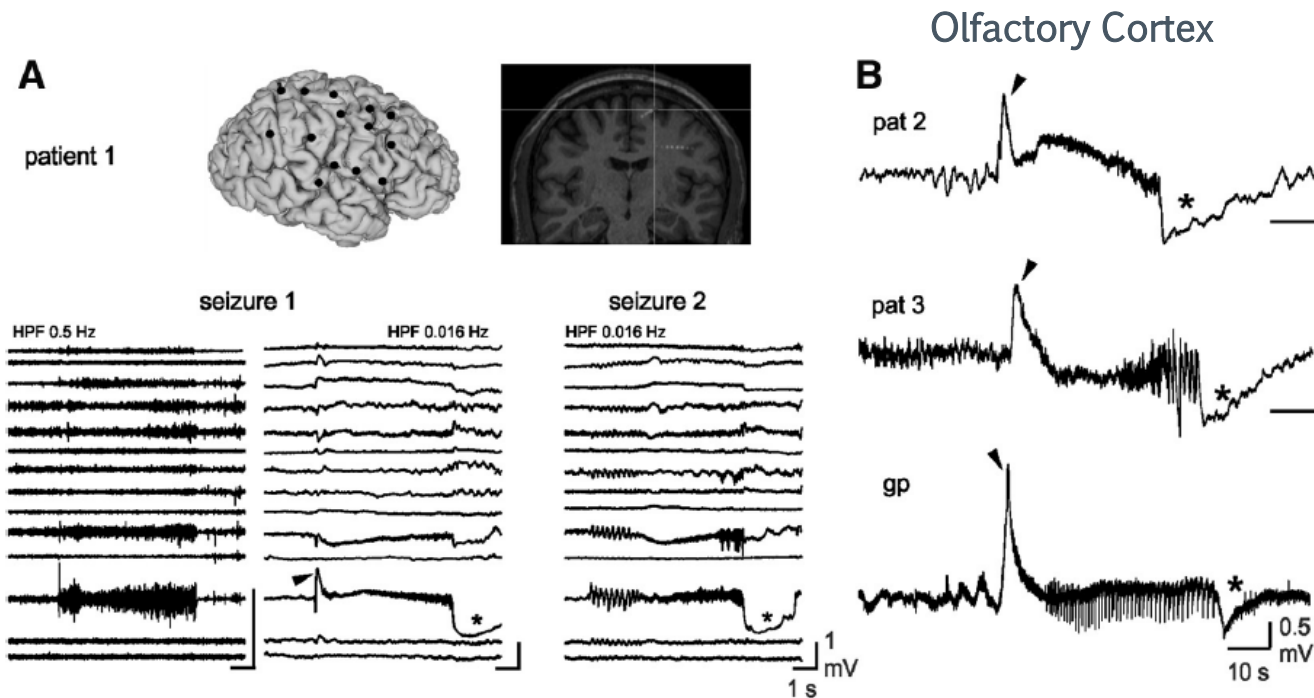 Olfactory Cortex
A
B
patient 1
pat 2
*
seizure 1
seizure 2
HPF 0.5 Hz
HPF 0.016 Hz
HPF 0.016 Hz
pat 3
*
gp
*
*
*
1
mV
1 s
0.5
mV
10 s